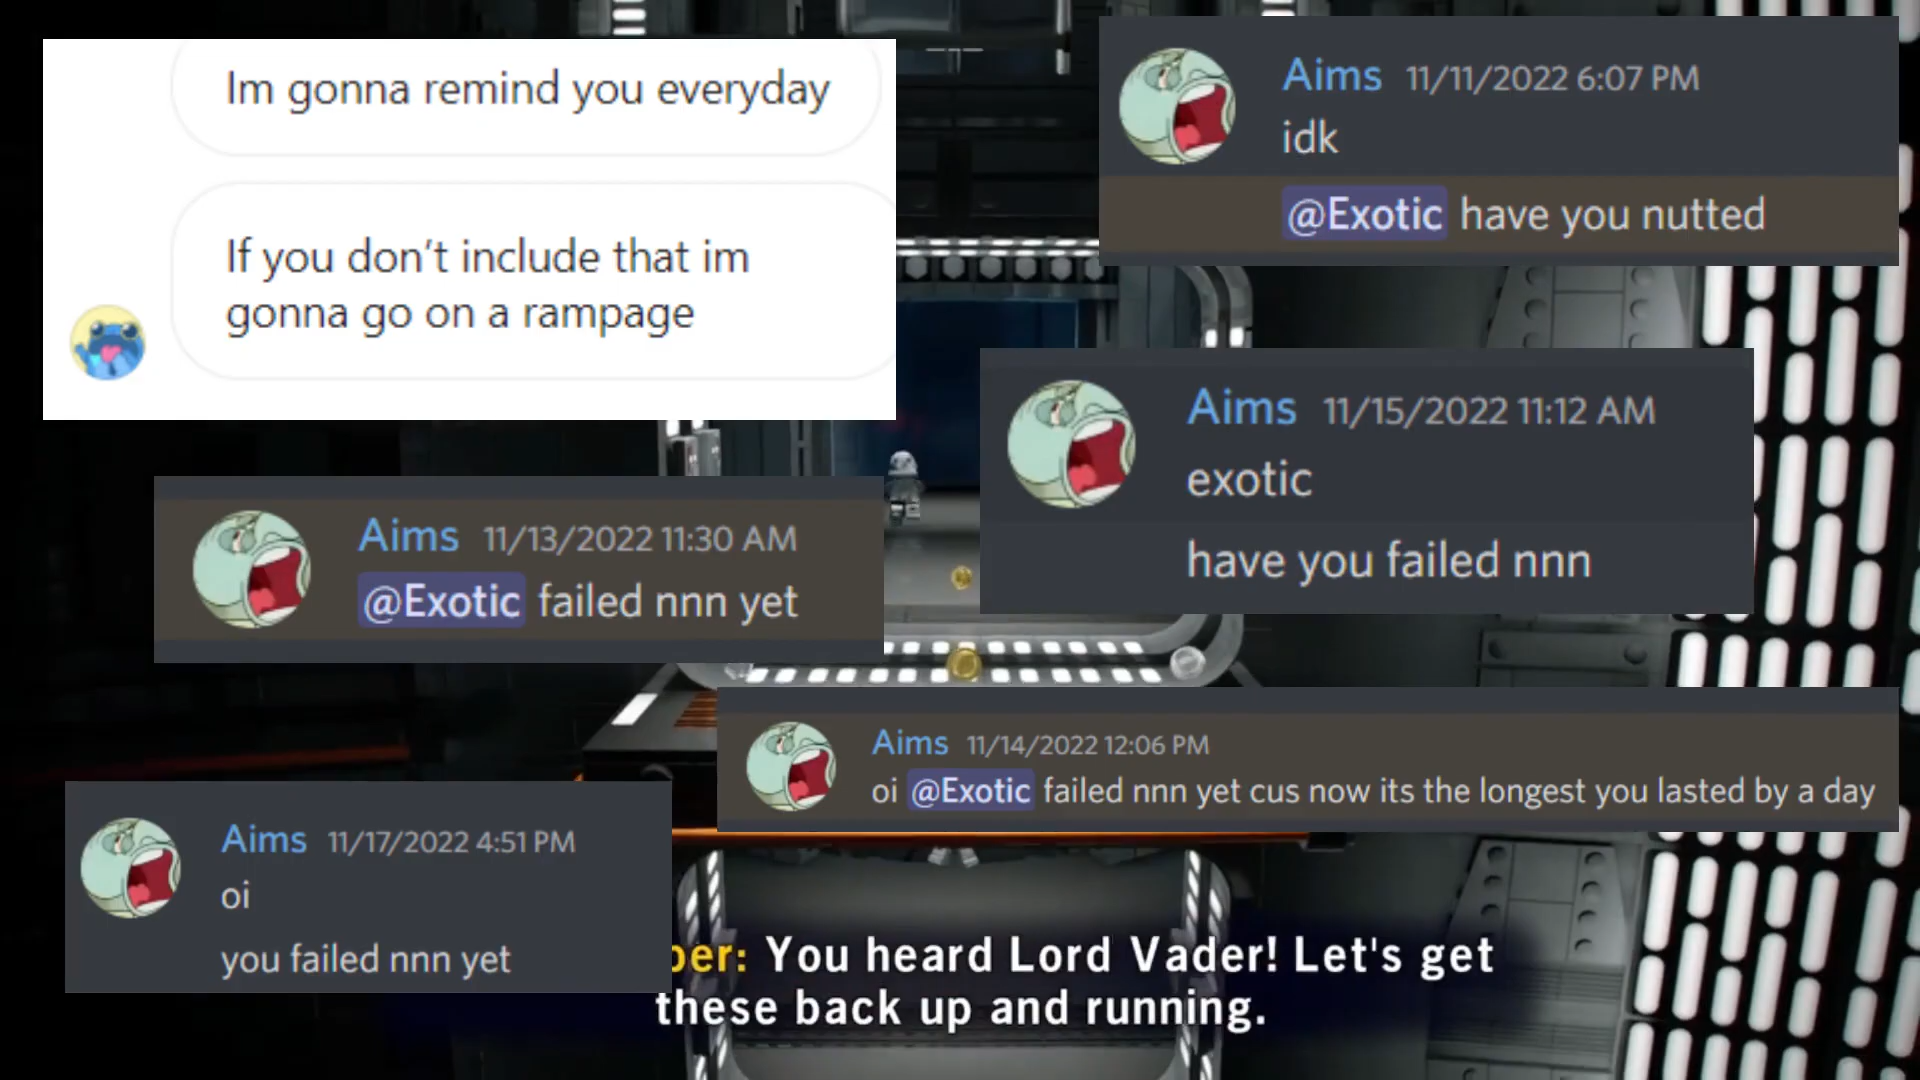 Im gonna remind you everyday
If you don't include that im
gonna go on a rampage
Aims 11/11/2022 6:07 PM
idk
@Exotic have you nutted
Aims 11/15/2022 11:12 AM
exotic
have you failed nnn
Aims 11/13/2022 11:30 AM
@Exotic failed nnn yet
Aims 11/14/2022 12:06 PM
oi @Exotic failed nnn yet cus now its the longest you lasted by a day
Aims 11/17/2022 4:51 PM
oi
you failed nnn yet
You heard Lord Vader! Let's get
these back up and running.